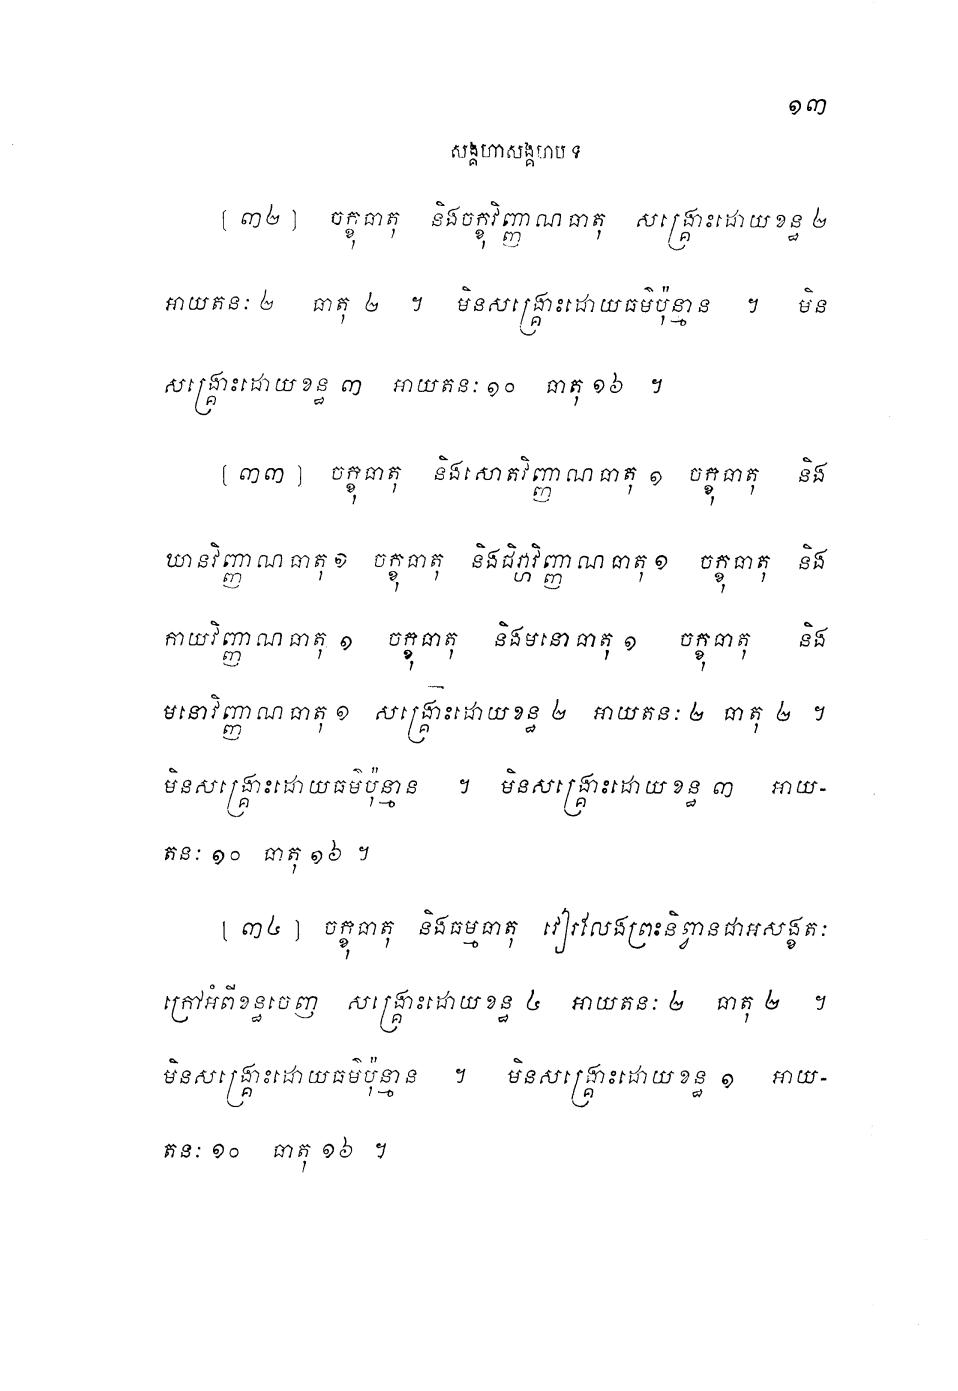 ១៣
សង្គហាសង្គហបទ
[ ៣២ ] ចក្ខុធាតុ និងចក្ខុវិញ្ញាណធាតុ សង្គ្រោះដោយខន្ធ ២
អាយតនៈ ២ ធាតុ ២ ។ មិនសង្គ្រោះដោយធម៌ប៉ុន្មាន ។ មិន
សង្គ្រោះដោយខន្ធ ៣ អាយតនៈ ១០ ធាតុ ១៦ ។
[ ៣៣ ] ចក្ខុធាតុ និងសោតវិញ្ញាណធាតុ ១ ចក្ខុធាតុ និង
ឃានវិញ្ញាណធាតុ ១ ចក្ខុធាតុ និងជិវ្ហាវិញ្ញាណធាតុ ១ ចក្ខុធាតុ និង
កាយវិញ្ញាណធាតុ ១ ចក្ខុធាតុ និងមនោធាតុ ១ ចក្ខុធាតុ និង
មនោវិញ្ញាណធាតុ ១ សង្គ្រោះដោយខន្ធ ២ អាយតនៈ ២ ធាតុ ២ ។
មិនសង្គ្រោះដោយធម៌ប៉ុន្មាន ។ មិនសង្គ្រោះដោយខន្ធ ៣ អាយ-
តនៈ ១០ ធាតុ ១៦ ។
[ ៣៤ ] ចក្ខុធាតុ និងធម្មធាតុ វៀរលែងព្រះនិព្វានជាអសង្ខតៈ
ក្រៅអំពីខន្ធចេញ សង្គ្រោះដោយខន្ធ ៤ អាយតនៈ ២ ធាតុ ២ ។
មិនសង្គ្រោះដោយធម៌ប៉ុន្មាន ។ មិនសង្គ្រោះដោយខន្ធ ១ អាយ-
តនៈ ១០ ធាតុ ១៦ ។